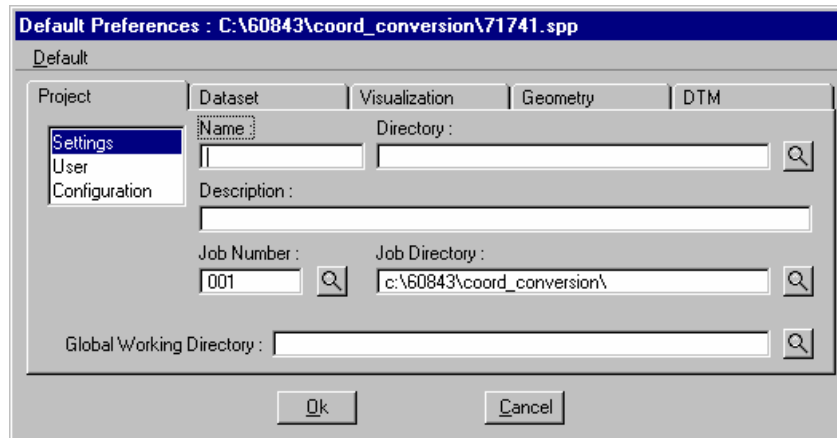 Default Preferences : C:\60843\coord_conversion\71741.spp
Default
Project Dataset Visualization Geometry DTM
Settings
User
Configuration
Name : Directory :
Description :
Job Number : Job Directory :
001 c:\60843\coord_conversion\
Global Working Directory :
Ok Cancel